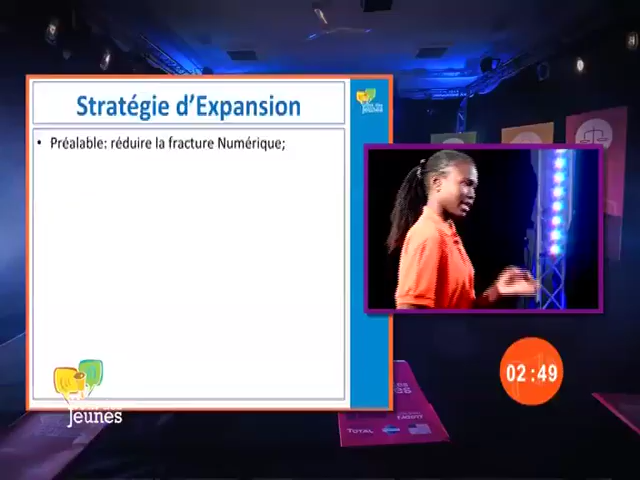 Stratégie d'Expansion
• Préalable: réduire la fracture Numérique;
Jeunes
02:49
TOTAL